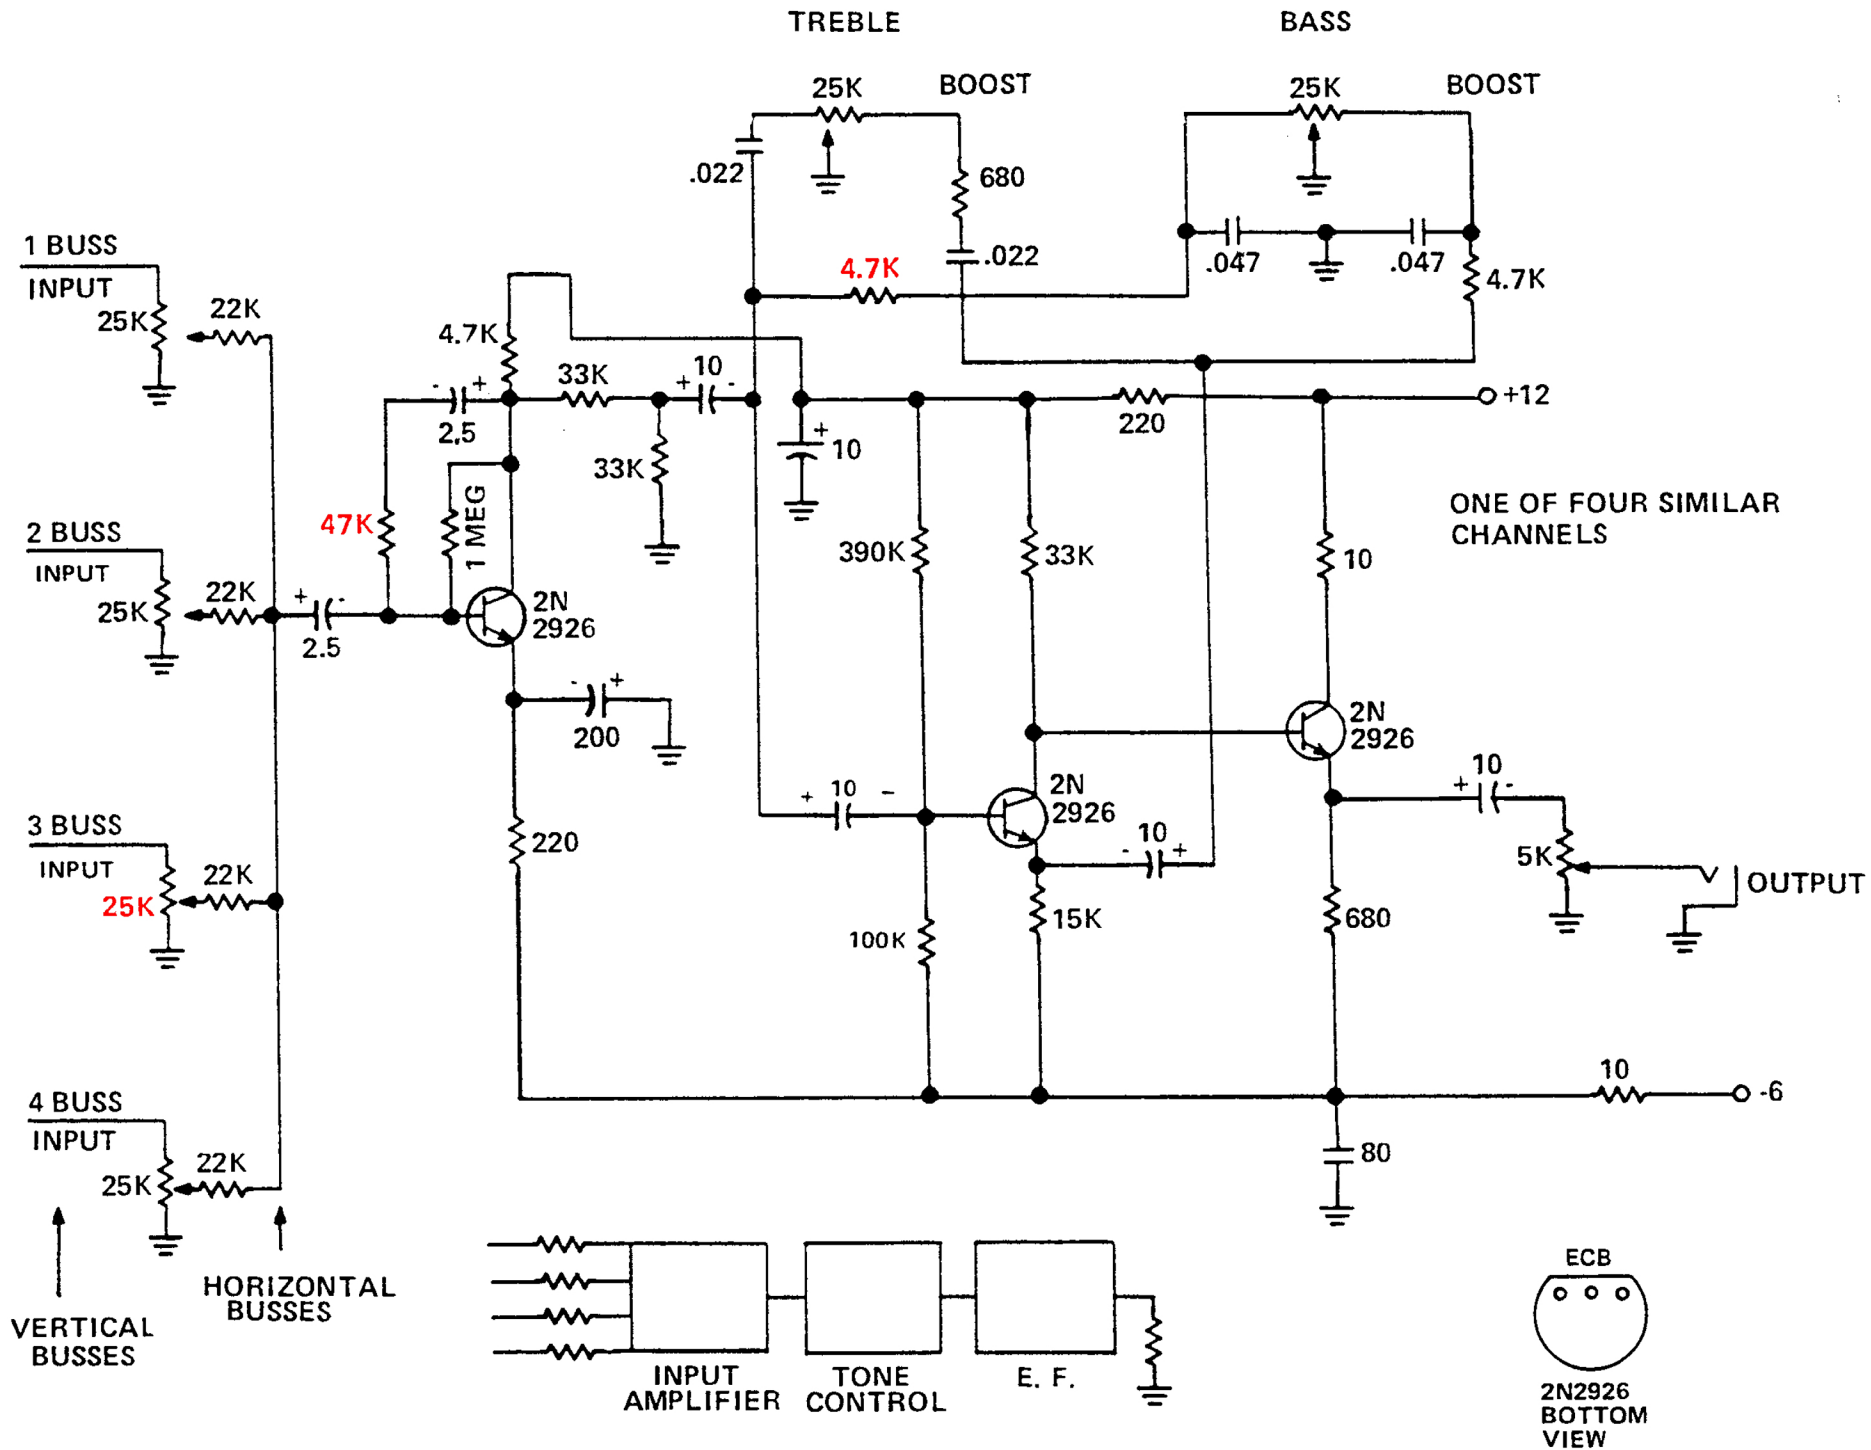 TREBLE
BASS
25K
BOOST
25K
BOOST
.022
680
.022
.047
.047
4.7K
4.7K
1 BUSS
INPUT
25K
22K
4.7K
33K
+ 10 -
- +
2.5
33K
+
10
220
+12
47K
1 MEG
390K
33K
10
ONE OF FOUR SIMILAR
CHANNELS
2 BUSS
INPUT
25K
22K
+ -
2.5
2N
2926
- +
200
2N
2926
3 BUSS
INPUT
25K
22K
220
+ 10 -
2N
2926
10
- +
10
+ -
5K
OUTPUT
100K
15K
680
10
-6
80
4 BUSS
INPUT
25K
22K
VERTICAL
BUSSES
HORIZONTAL
BUSSES
INPUT
AMPLIFIER
TONE
CONTROL
E. F.
ECB
2N2926
BOTTOM
VIEW